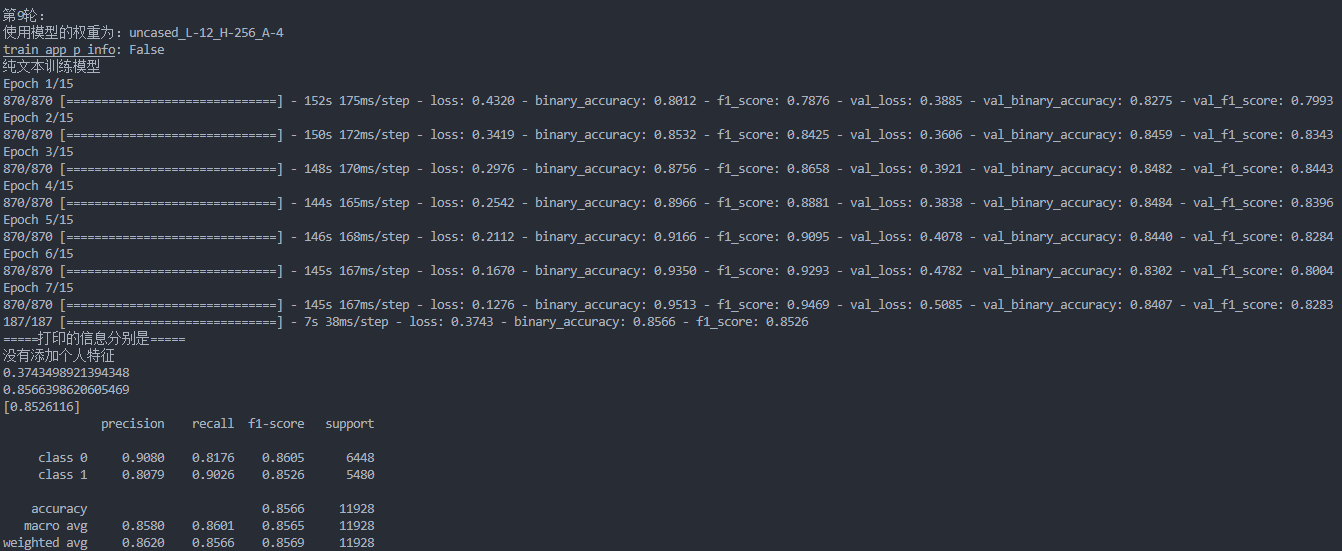 第9轮:
使用模型的权重为: uncased_L-12_H-256_A-4
train app p info: False
纯文本训练模型
Epoch 1/15
870/870 [==============================] - 152s 175ms/step - loss: 0.4320 - binary_accuracy: 0.8012 - f1_score: 0.7876 - val_loss: 0.3885 - val_binary_accuracy: 0.8275 - val_f1_score: 0.7993
Epoch 2/15
870/870 [==============================] - 150s 172ms/step - loss: 0.3419 - binary_accuracy: 0.8532 - f1_score: 0.8425 - val_loss: 0.3606 - val_binary_accuracy: 0.8459 - val_f1_score: 0.8343
Epoch 3/15
870/870 [==============================] - 148s 170ms/step - loss: 0.2976 - binary_accuracy: 0.8756 - f1_score: 0.8658 - val_loss: 0.3921 - val_binary_accuracy: 0.8482 - val_f1_score: 0.8443
Epoch 4/15
870/870 [==============================] - 144s 165ms/step - loss: 0.2542 - binary_accuracy: 0.8966 - f1_score: 0.8881 - val_loss: 0.3838 - val_binary_accuracy: 0.8484 - val_f1_score: 0.8396
Epoch 5/15
870/870 [==============================] - 146s 168ms/step - loss: 0.2112 - binary_accuracy: 0.9166 - f1_score: 0.9095 - val_loss: 0.4078 - val_binary_accuracy: 0.8440 - val_f1_score: 0.8284
Epoch 6/15
870/870 [==============================] - 145s 167ms/step - loss: 0.1670 - binary_accuracy: 0.9350 - f1_score: 0.9293 - val_loss: 0.4782 - val_binary_accuracy: 0.8302 - val_f1_score: 0.8004
Epoch 7/15
870/870 [==============================] - 145s 167ms/step - loss: 0.1276 - binary_accuracy: 0.9513 - f1_score: 0.9469 - val_loss: 0.5085 - val_binary_accuracy: 0.8407 - val_f1_score: 0.8283
187/187 [==============================] - 7s 38ms/step - loss: 0.3743 - binary_accuracy: 0.8566 - f1_score: 0.8526
=====打印的信息分别是=====
没有添加个人特征
0.3743498921394348
0.8566398620605469
[0.8526116]
precision recall f1-score support
class 0 0.9080 0.8176 0.8605 6448
class 1 0.8079 0.9026 0.8526 5480
accuracy 0.8566 11928
macro avg 0.8580 0.8601 0.8565 11928
weighted avg 0.8620 0.8566 0.8569 11928